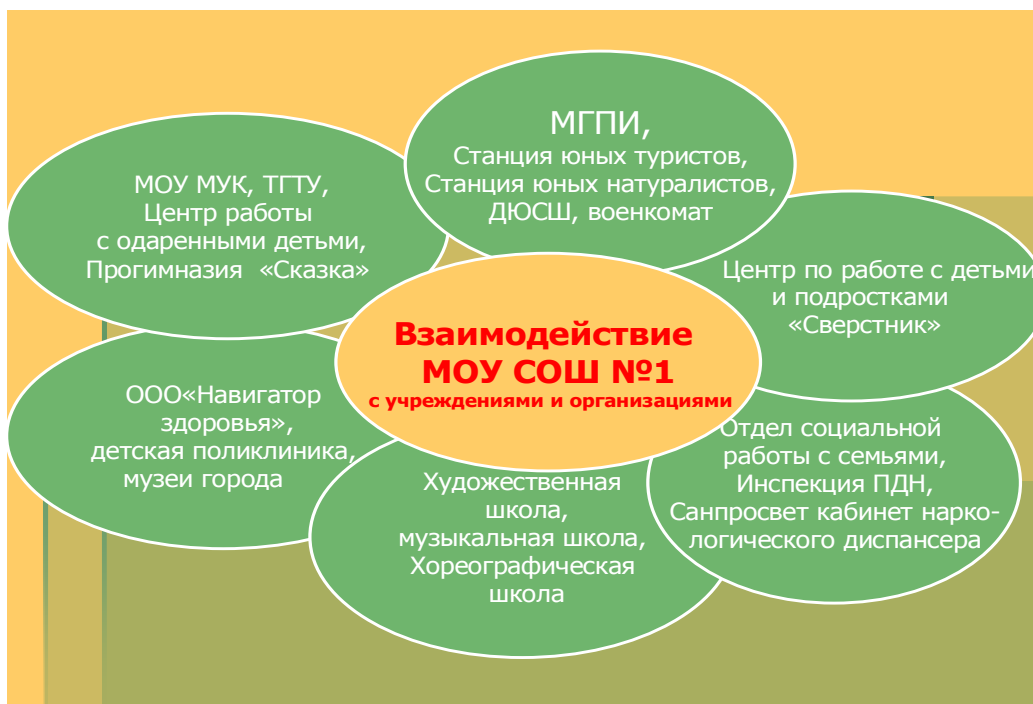 МГПИ,
Станция юных туристов,
Станция юных натуралистов,
ДЮСШ, военкомат
МОУ МУК, ТГТУ,
Центр работы
с одаренными детьми,
Прогимназия «Сказка»
Центр по работе с детьми
и подростками
«Сверстник»
Взаимодействие
МОУ СОШ №1
с учреждениями и организациями
ООО«Навигатор
здоровья»,
детская поликлиника,
музеи города
Отдел социальной
работы с семьями,
Инспекция ПДН,
Санпросвет кабинет нарко-
логического диспансера
Художественная
школа,
музыкальная школа,
Хореографическая
школа